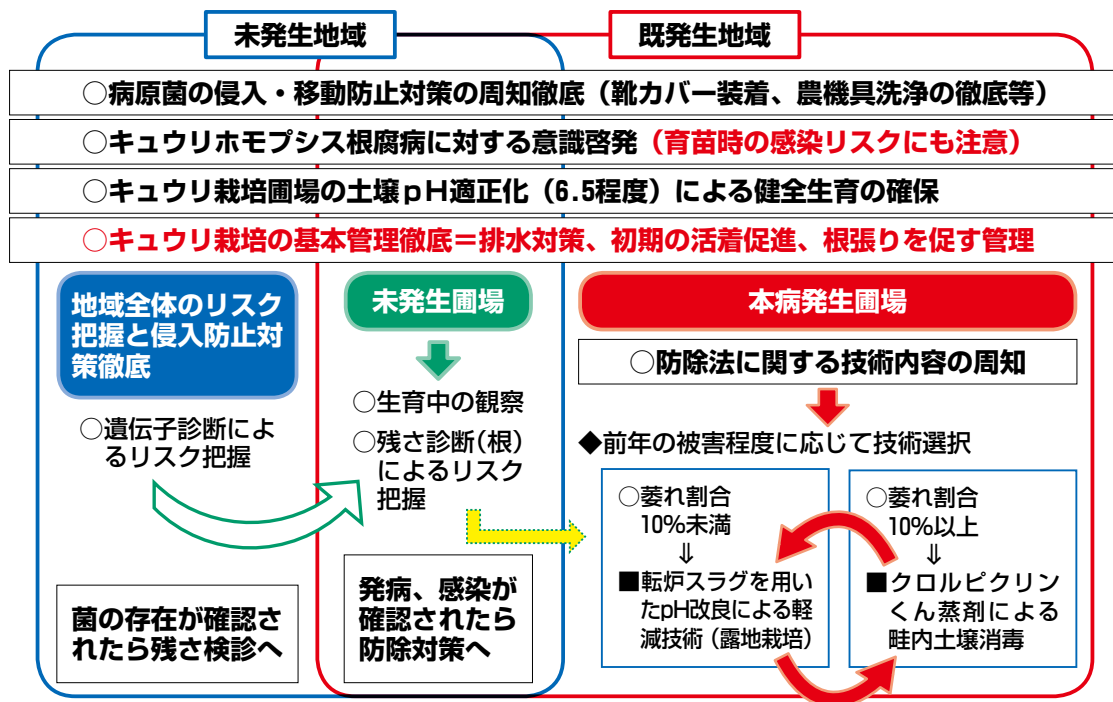 未発生地域
既発生地域
○病原菌の侵入・移動防止対策の周知徹底（靴カバー装着、農機具洗浄の徹底等）
○キュウリホモプシス根腐病に対する意識啓発（育苗時の感染リスクにも注意）
○キュウリ栽培圃場の土壌pH適正化（6.5程度）による健全生育の確保
○キュウリ栽培の基本管理徹底＝排水対策、初期の活着促進、根張りを促す管理
地域全体のリスク
把握と侵入防止対
策徹底
○遺伝子診断によ
るリスク把握
菌の存在が確認さ
れたら残さ検診へ
未発生圃場
○生育中の観察
○残さ診断（根）
によるリスク
把握
発病、感染が
確認されたら
防除対策へ
本病発生圃場
○防除法に関する技術内容の周知
◆前年の被害程度に応じて技術選択
○萎れ割合
10%未満
⇓
■転炉スラグを用い
たpH改良による軽
減技術（露地栽培）
○萎れ割合
10%以上
⇓
■クロルピクリン
くん蒸剤による
畦内土壌消毒